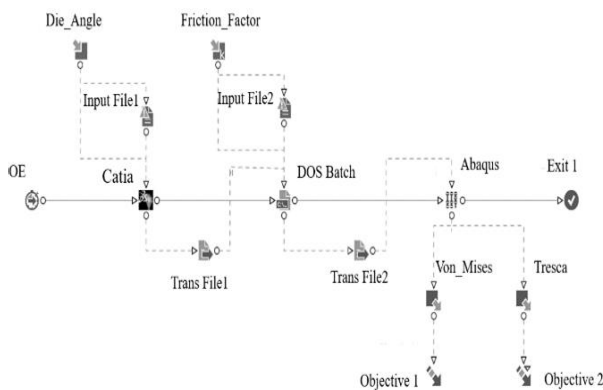 Die_Angle
Friction_Factor
Input File1
Input File2
OE
Catia
DOS Batch
Abaqus
Exit 1
Trans File1
Trans File2
Von_Mises
Tresca
Objective 1
Objective 2